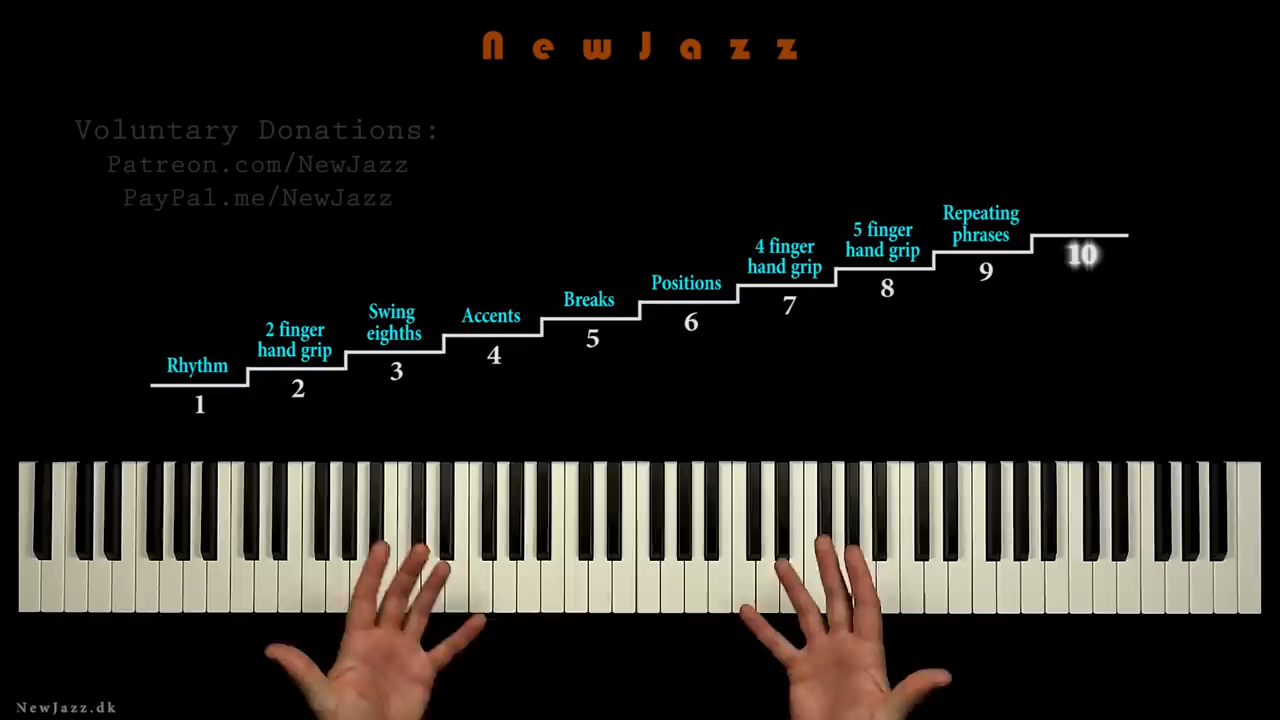 NewJazz
Voluntary Donations:
Patreon.com/NewJazz
PayPal.me/NewJazz
Rhythm
1
2 finger
hand grip
2
Swing
eighths
3
Accents
4
Breaks
5
Positions
6
4 finger
hand grip
7
5 finger
hand grip
8
Repeating
phrases
9
10
NewJazz.dk